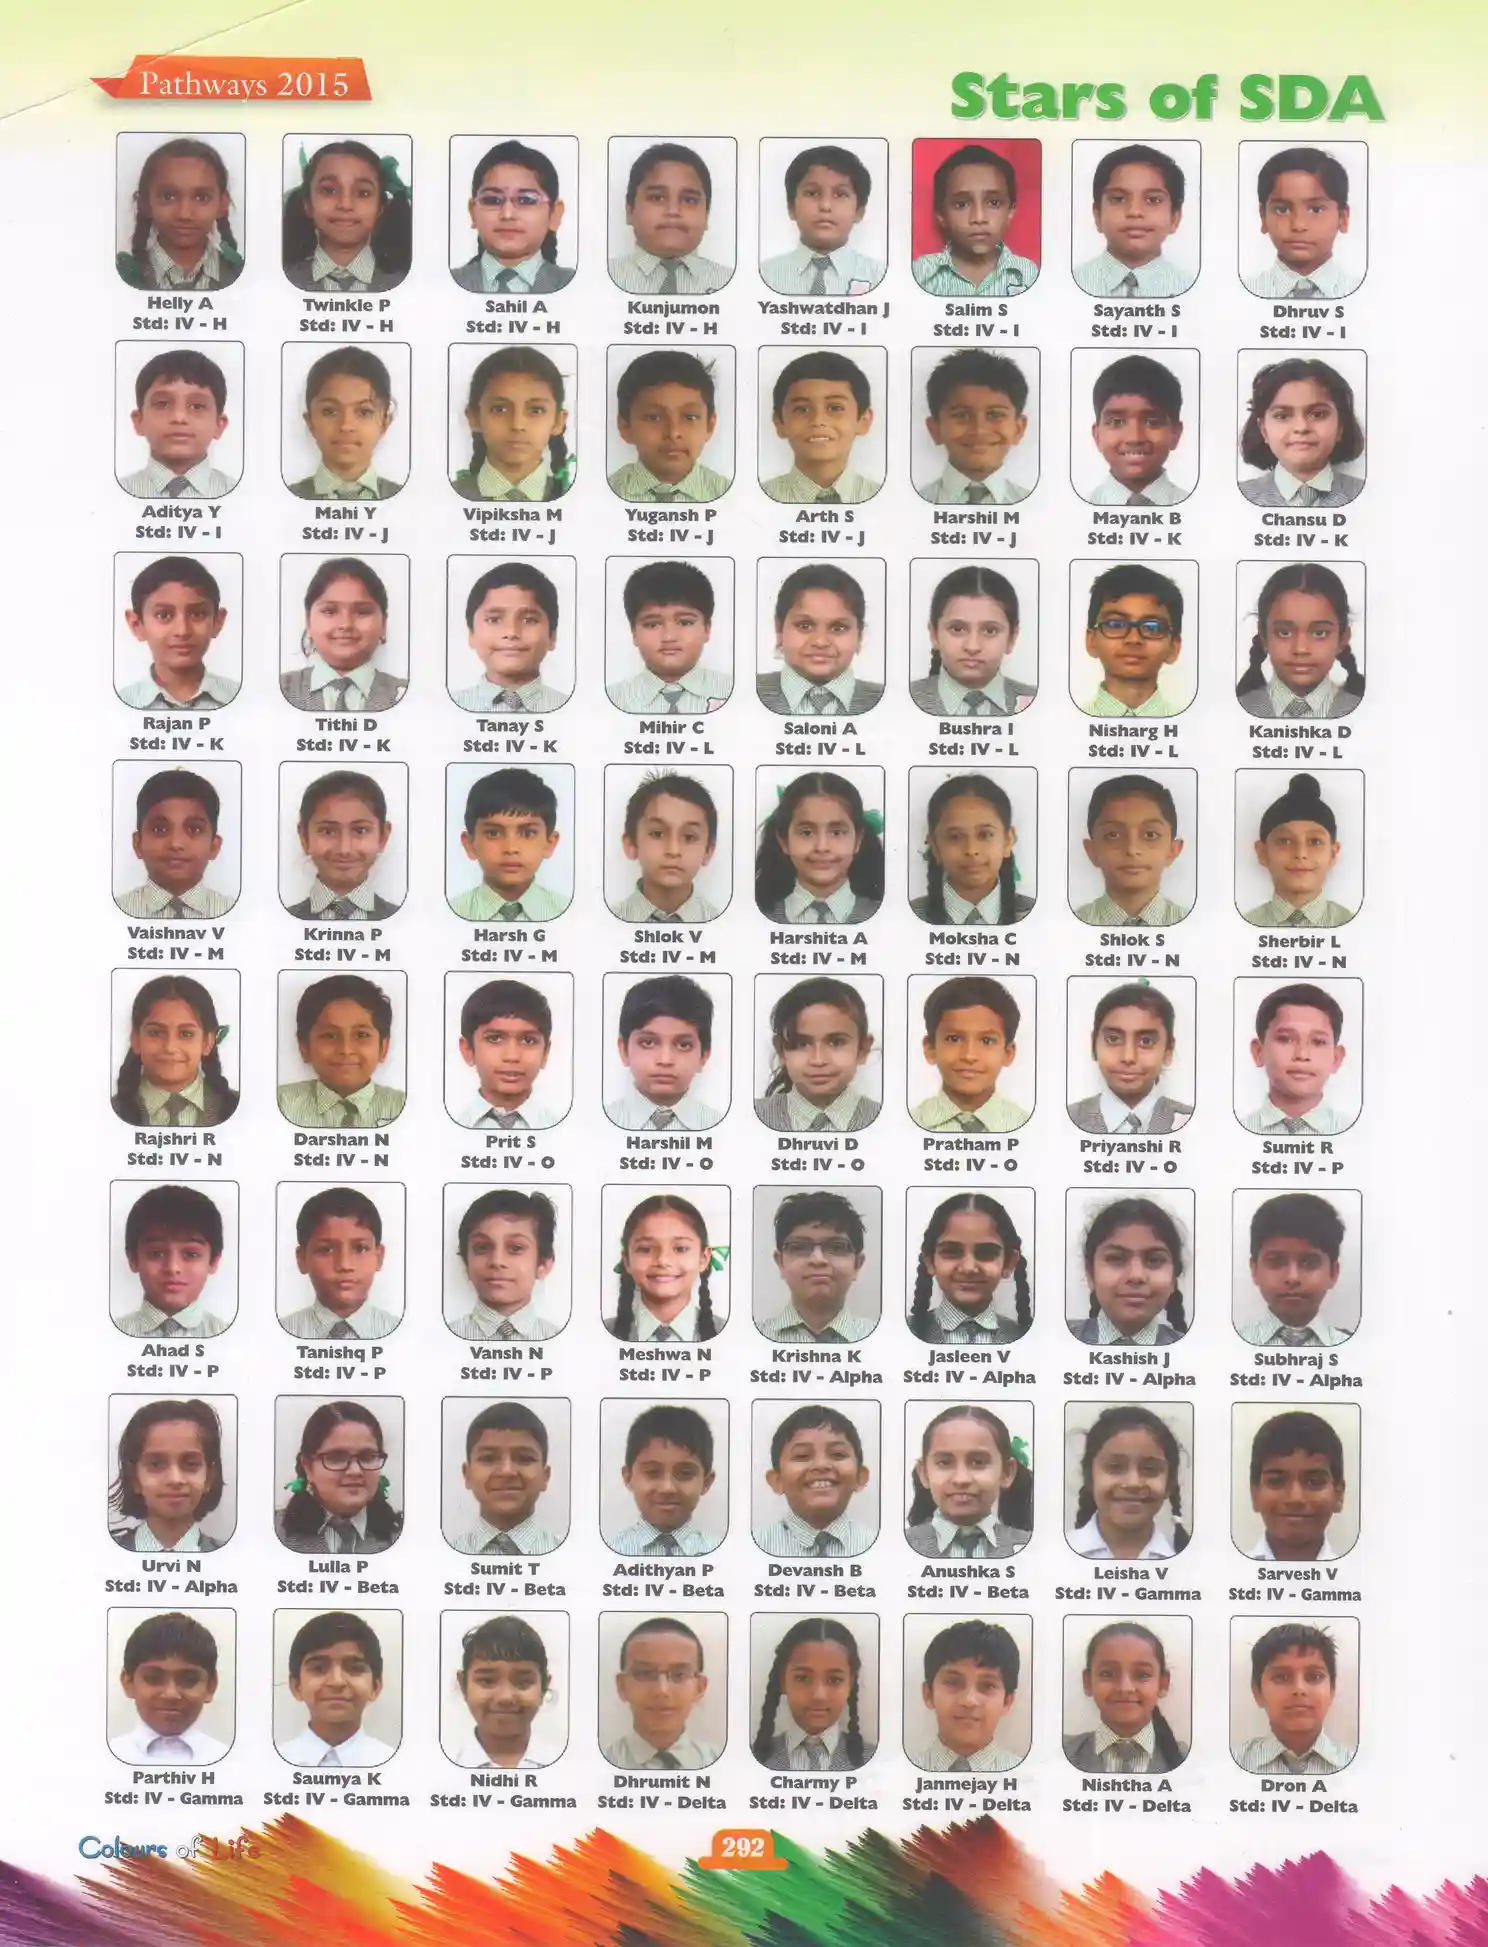 Pathways 2015
Stars of SDA
Helly A
Std: IV - H
Twinkle P
Std: IV - H
Sahil A
Std: IV - H
Kunjumon
Std: IV - H
Yashwatdhan J
Std: IV - I
Salim S
Std: IV - I
Sayanth S
Std: IV - I
Dhruv S
Std: IV - I
Aditya Y
Std: IV - I
Mahi Y
Std: IV - J
Vipiksha M
Std: IV - J
Yugansh P
Std: IV - J
Arth S
Std: IV - J
Harshil M
Std: IV - J
Mayank B
Std: IV - K
Chansu D
Std: IV - K
Rajan P
Std: IV - K
Tithi D
Std: IV - K
Tanay S
Std: IV - K
Mihir C
Std: IV - L
Saloni A
Std: IV - L
Bushra I
Std: IV - L
Nisharg H
Std: IV - L
Kanishka D
Std: IV - L
Vaishnav V
Std: IV - M
Krinna P
Std: IV - M
Harsh G
Std: IV - M
Shlok V
Std: IV - M
Harshita A
Std: IV - M
Moksha C
Std: IV - N
Shlok S
Std: IV - N
Sherbir L
Std: IV - N
Rajshri R
Std: IV - N
Darshan N
Std: IV - N
Prit S
Std: IV - O
Harshil M
Std: IV - O
Dhruvi D
Std: IV - O
Pratham P
Std: IV - O
Priyanshi R
Std: IV - O
Sumit R
Std: IV - P
Ahad S
Std: IV - P
Tanishq P
Std: IV - P
Vansh N
Std: IV - P
Meshwa N
Std: IV - P
Krishna K
Std: IV - Alpha
Jasleen V
Std: IV - Alpha
Kashish J
Std: IV - Alpha
Subhraj S
Std: IV - Alpha
Urvi N
Std: IV - Alpha
Lulla P
Std: IV - Beta
Sumit T
Std: IV - Beta
Adithyan P
Std: IV - Beta
Devansh B
Std: IV - Beta
Anushka S
Std: IV - Beta
Leisha V
Std: IV - Gamma
Sarvesh V
Std: IV - Gamma
Parthiv H
Std: IV - Gamma
Saumya K
Std: IV - Gamma
Nidhi R
Std: IV - Gamma
Dhrumit N
Std: IV - Delta
Charmy P
Std: IV - Delta
Janmejay H
Std: IV - Delta
Nishtha A
Std: IV - Delta
Dron A
Std: IV - Delta
Colours of Life
292